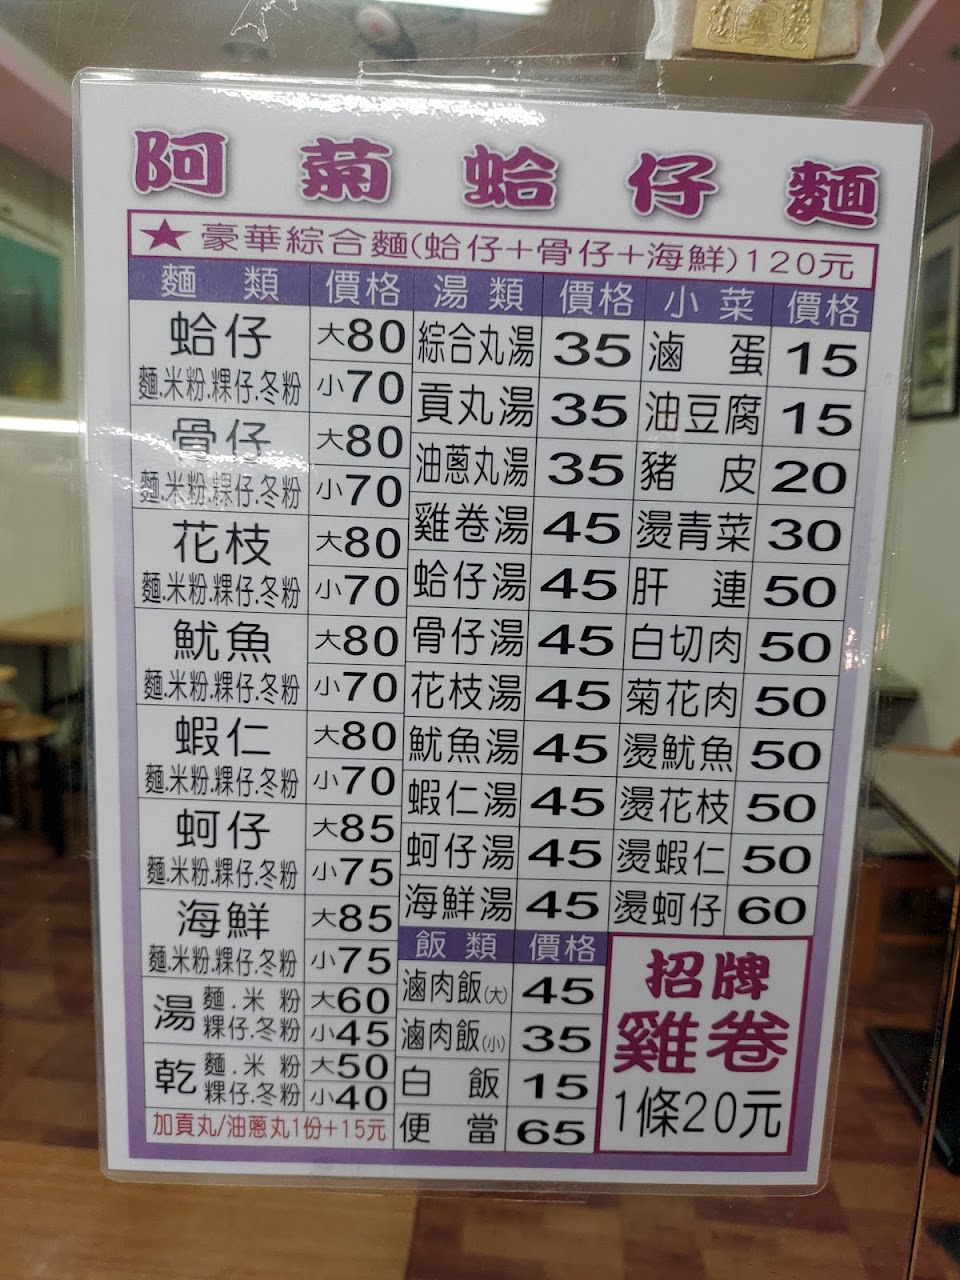 阿菊蛤仔麵
★豪華綜合麵(蛤仔+骨仔+海鮮)120元
麵類 價格
蛤仔 大80
麵.米粉.粿仔.冬粉 小70
骨仔 大80
麵.米粉.粿仔.冬粉 小70
花枝 大80
麵.米粉.粿仔.冬粉 小70
魷魚 大80
麵.米粉.粿仔.冬粉 小70
蝦仁 大80
麵.米粉.粿仔.冬粉 小70
蚵仔 大85
麵.米粉.粿仔.冬粉 小75
海鮮 大85
麵.米粉.粿仔.冬粉 小75
湯 麵.米粉 大60
粿仔.冬粉 小45
乾 麵.米粉 大50
粿仔.冬粉 小40
加貢丸/油蔥丸1份+15元
湯類 價格
綜合丸湯 35
貢丸湯 35
油蔥丸湯 35
雞卷湯 45
蛤仔湯 45
骨仔湯 45
花枝湯 45
魷魚湯 45
蝦仁湯 45
蚵仔湯 45
海鮮湯 45
飯類 價格
滷肉飯(大) 45
滷肉飯(小) 35
白飯 15
便當 65
小菜 價格
滷蛋 15
油豆腐 15
豬皮 20
燙青菜 30
肝連 50
白切肉 50
菊花肉 50
燙魷魚 50
燙花枝 50
燙蝦仁 50
燙蚵仔 60
招牌
雞卷
1條20元